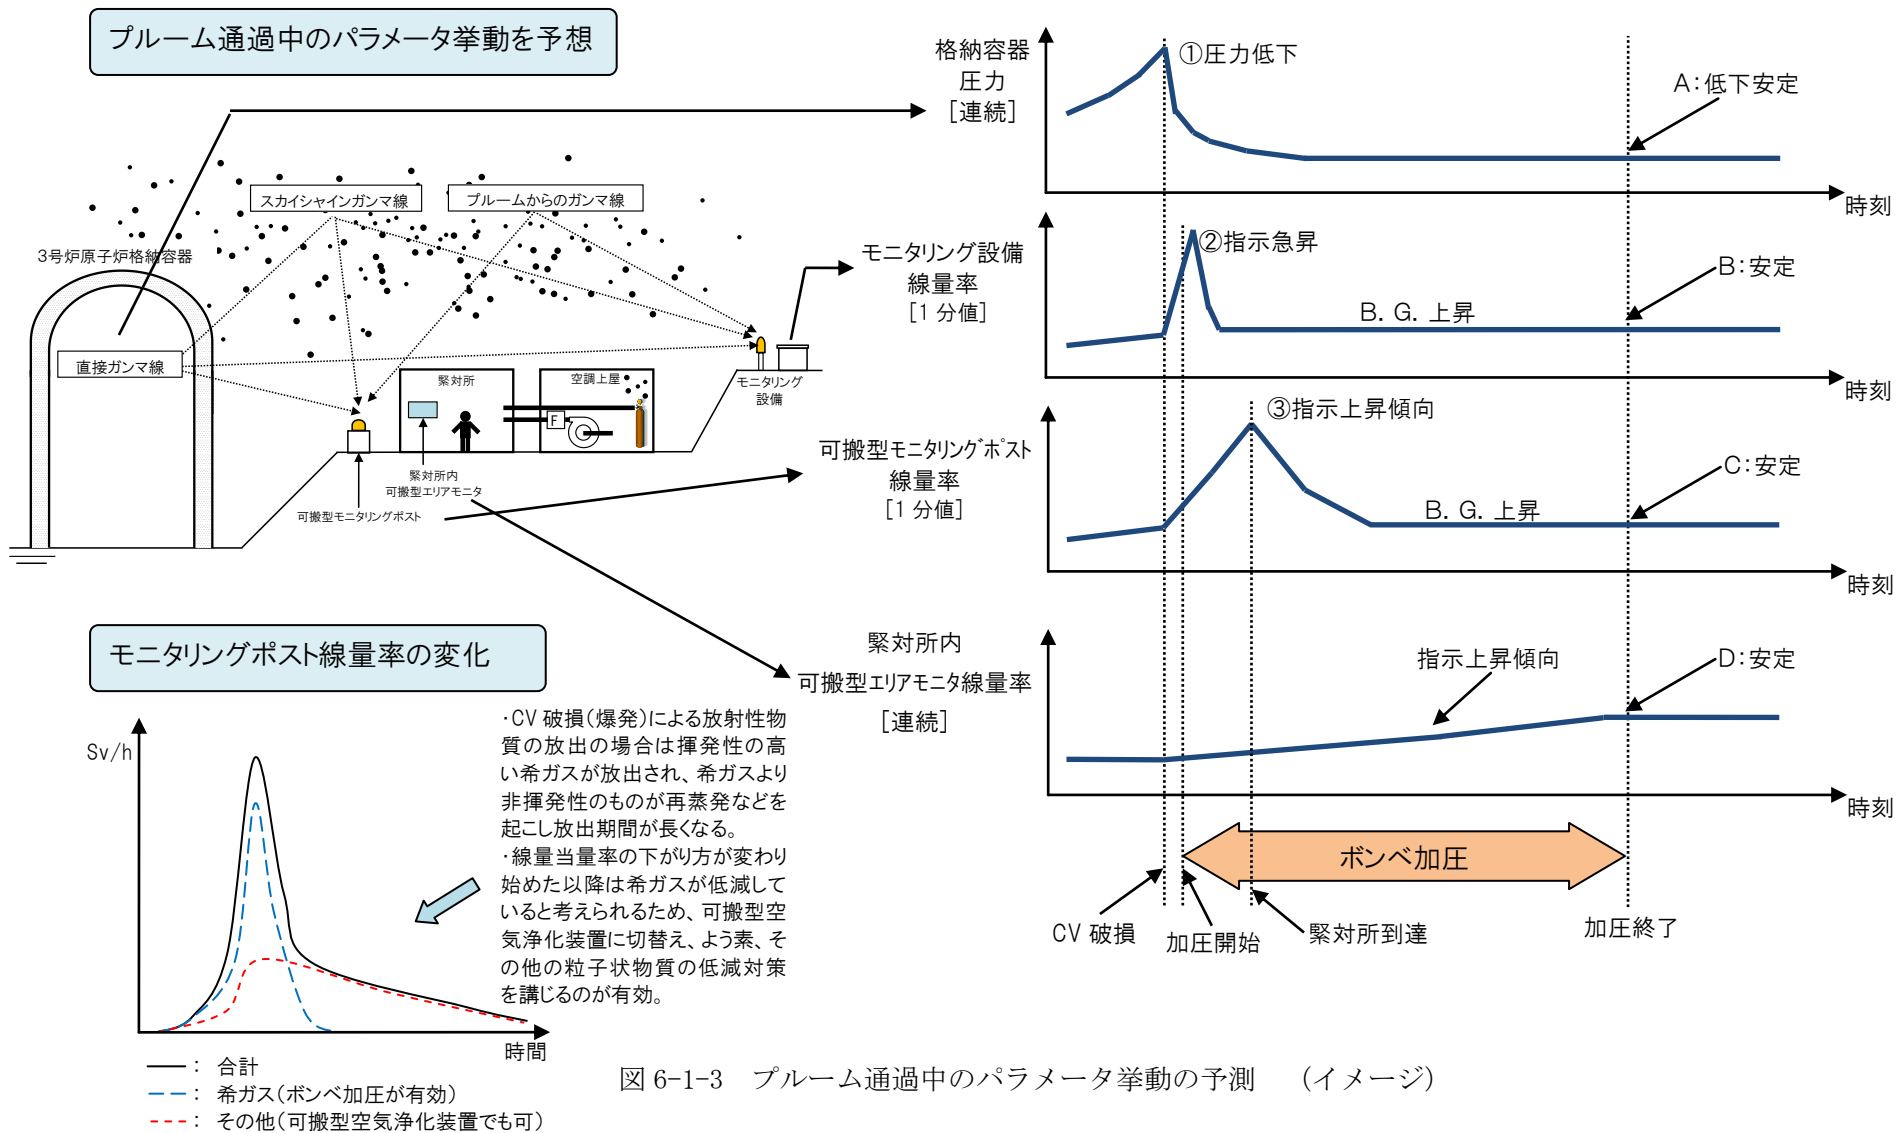 プルーム通過中のパラメータ挙動を予想
スカイシャインガンマ線
プルームからのガンマ線
3号炉原子炉格納容器
直接ガンマ線
緊対所
空調上屋
F
モニタリング
設備
緊対所内
可搬型エリアモニタ
可搬型モニタリングポスト
格納容器
圧力
[連続]
①圧力低下
A:低下安定
時刻
モニタリング設備
線量率
[1分値]
②指示急昇
B.G.上昇
B:安定
時刻
可搬型モニタリングポスト
線量率
[1分値]
③指示上昇傾向
B.G.上昇
C:安定
時刻
緊対所内
可搬型エリアモニタ線量率
[連続]
指示上昇傾向
D:安定
時刻
ボンベ加圧
CV 破損
加圧開始
緊対所到達
加圧終了
モニタリングポスト線量率の変化
Sv/h
時間
・CV 破損(爆発)による放射性物
質の放出の場合は揮発性の高
い希ガスが放出され、希ガスより
非揮発性のものが再蒸発などを
起こし放出期間が長くなる。
・線量当量率の下がり方が変わり
始めた以降は希ガスが低減して
いると考えられるため、可搬型空
気浄化装置に切替え、よう素、そ
の他の粒子状物質の低減対策
を講じるのが有効。
: 合計
: 希ガス(ボンベ加圧が有効)
: その他(可搬型空気浄化装置でも可)
図 6-1-3 プルーム通過中のパラメータ挙動の予測 (イメージ)